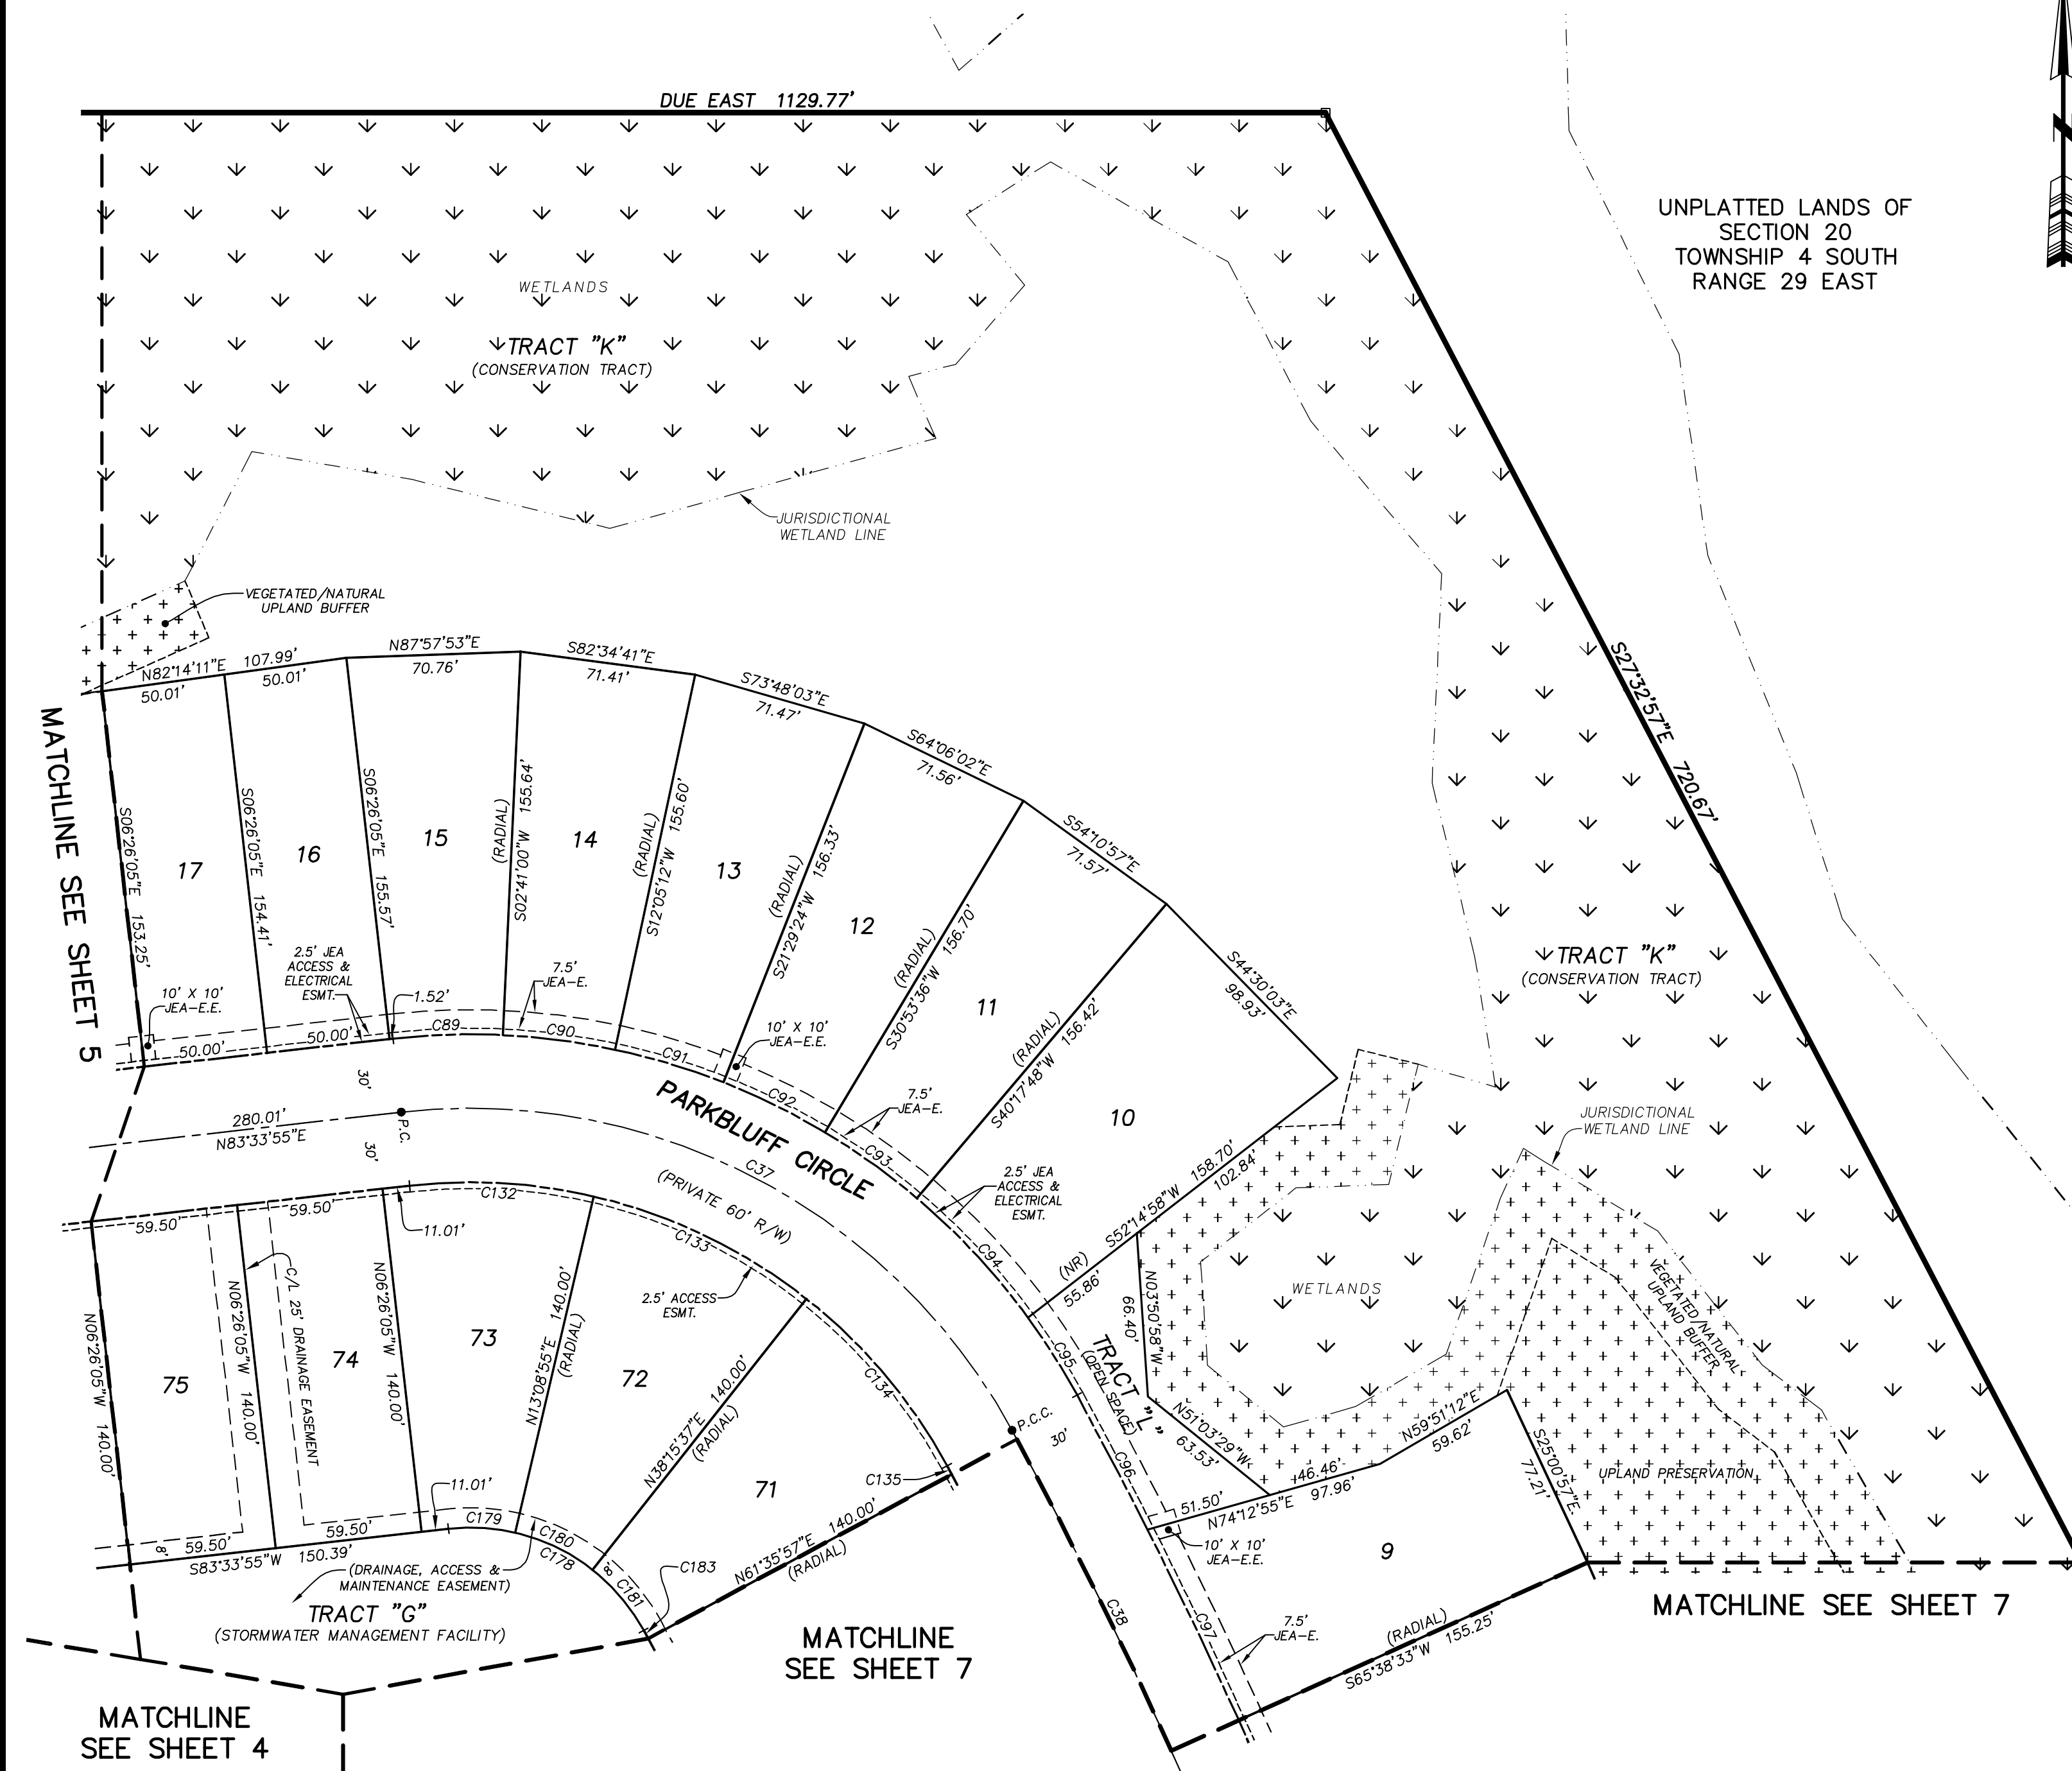 DUE EAST 1129.77'
UNPLATTED LANDS OF
SECTION 20
TOWNSHIP 4 SOUTH
RANGE 29 EAST
WETLANDS
TRACT "K"
(CONSERVATION TRACT)
JURISDICTIONAL
WETLAND LINE
VEGETATED/NATURAL
UPLAND BUFFER
S27°32'57"E 720.67'
MATCHLINE SEE SHEET 5
N82°14'11"E 107.99'
50.01'
50.01'
N87°57'53"E
70.76'
S82°34'41"E
71.41'
S73°48'03"E
71.47'
S64°06'02"E
71.56'
S54°10'57"E
71.57'
S44°30'03"E
98.93'
S06°26'05"E 153.25'
17
S06°26'05"E 154.41'
16
S06°26'05"E 155.57'
15
(RADIAL)
S02°41'00"W 155.64'
14
(RADIAL)
S12°05'12"W 155.60'
13
(RADIAL)
S21°29'24"W 156.33'
12
(RADIAL)
S30°53'36"W 156.70'
11
(RADIAL)
S40°17'48"W 156.42'
10
2.5' JEA
ACCESS &
ELECTRICAL
ESMT.
10' X 10'
JEA-E.E.
7.5'
JEA-E.
1.52'
50.00'
50.00'
C89
C90
C91
C92
C93
C94
C95
C96
C97
10' X 10'
JEA-E.E.
7.5'
JEA-E.
2.5' JEA
ACCESS &
ELECTRICAL
ESMT.
30'
280.01'
N83°33'55"E
P.C.
30'
PARKBLUFF CIRCLE
C37
(PRIVATE 60' R/W)
TRACT "K"
(CONSERVATION TRACT)
JURISDICTIONAL
WETLAND LINE
(NR) S52°14'58"W 158.70'
55.86'
102.84'
N03°50'58"W
66.40'
WETLANDS
VEGETATED/NATURAL
UPLAND BUFFER
TRACT "L"
(OPEN SPACE)
N51°03'29"W
63.53'
N59°51'12"E
59.62'
46.46'
51.50'
N74°12'55"E 97.96'
S25°00'57"E
77.21'
UPLAND PRESERVATION
10' X 10'
JEA-E.E.
9
MATCHLINE SEE SHEET 7
7.5'
JEA-E.
(RADIAL)
S65°38'33"W 155.25'
C38
P.C.C.
30'
59.50'
59.50'
11.01'
C132
C133
C134
C135
2.5' ACCESS
ESMT.
N06°26'05"W 140.00'
75
N06°26'05"W 140.00'
C/L 25' DRAINAGE EASEMENT
74
N06°26'05"W 140.00'
73
N13°08'55"E 140.00'
(RADIAL)
72
N38°15'37"E 140.00'
(RADIAL)
71
N61°35'57"E 140.00'
(RADIAL)
8'
59.50'
59.50'
11.01'
S83°33'55"W 150.39'
C179
C180
C178
8'
C181
C183
(DRAINAGE, ACCESS &
MAINTENANCE EASEMENT)
TRACT "G"
(STORMWATER MANAGEMENT FACILITY)
MATCHLINE
SEE SHEET 7
MATCHLINE
SEE SHEET 4